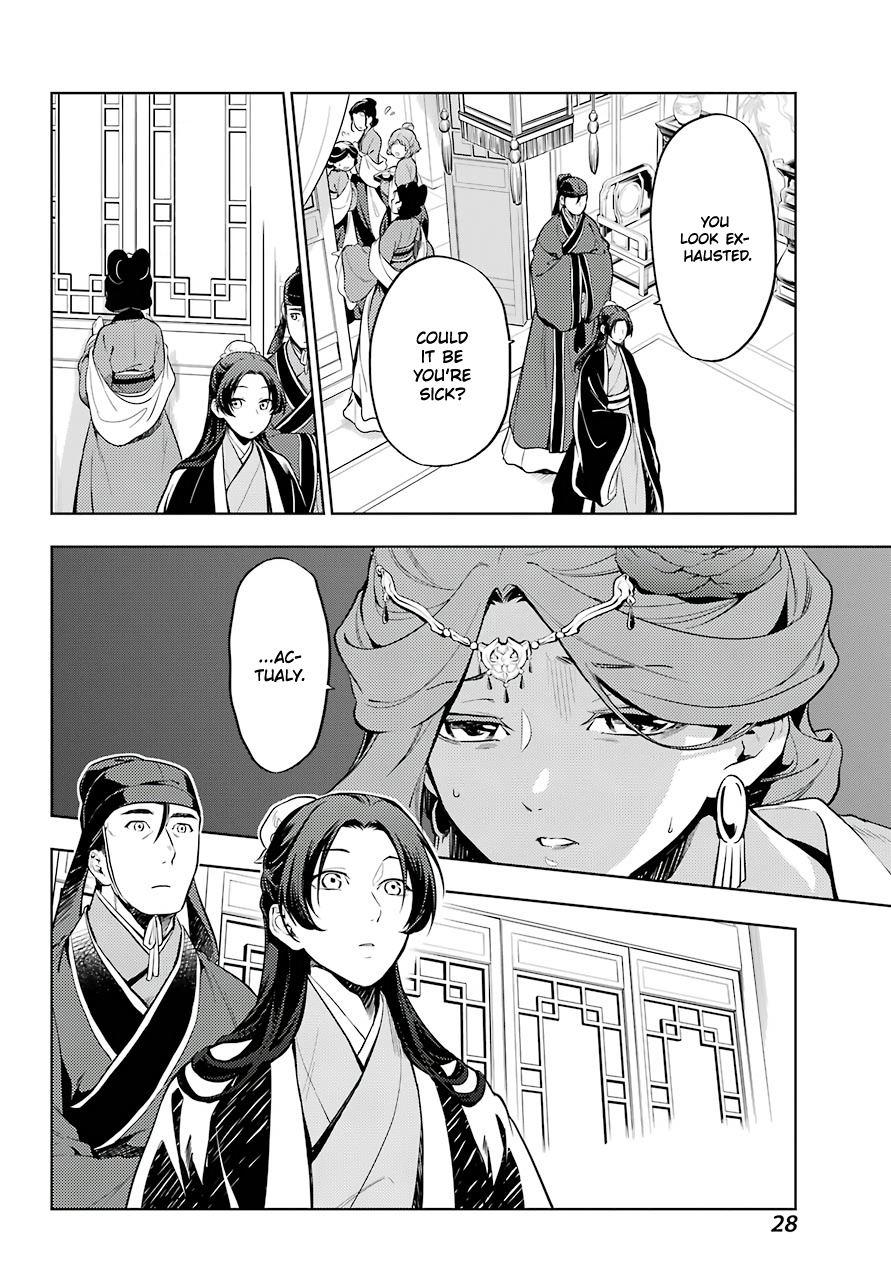 YOU
LOOK EX-
HAUSTED.
COULD
IT BE
YOU'RE
SICK?
...AC-
TUALY.
28